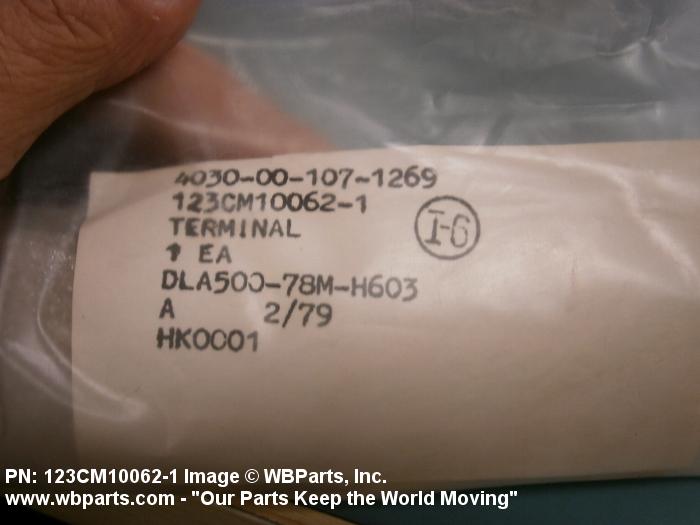 4030-00-107-1269
123CM10062-1
TERMINAL
1 EA
DLA500-78M-H603
A 2/79
HK0001
I-6
PN: 123CM10062-1 Image © WBParts, Inc.
www.wbparts.com - "Our Parts Keep the World Moving"